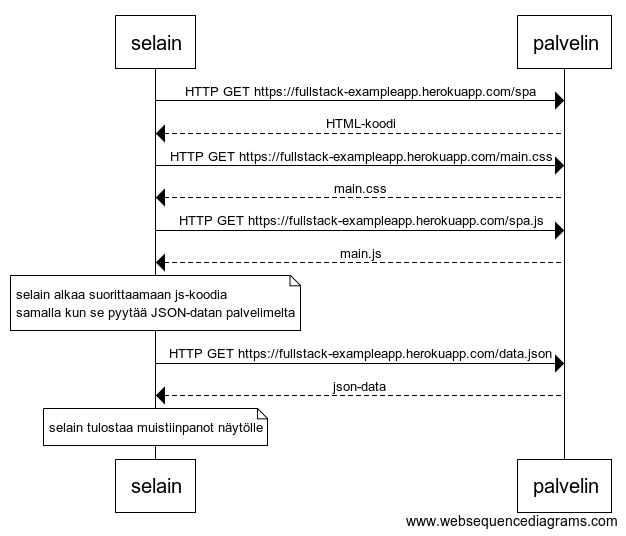 selain
palvelin
HTTP GET https://fullstack-exampleapp.herokuapp.com/spa
HTML-koodi
HTTP GET https://fullstack-exampleapp.herokuapp.com/main.css
main.css
HTTP GET https://fullstack-exampleapp.herokuapp.com/spa.js
main.js
selain alkaa suorittamaan js-koodia
samalla kun se pyytää JSON-datan palvelimelta
HTTP GET https://fullstack-exampleapp.herokuapp.com/data.json
json-data
selain tulostaa muistiinpanot näytölle
selain
palvelin
www.websequencediagrams.com